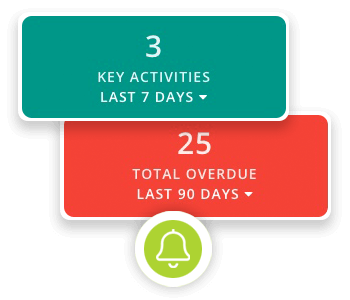 3
KEY ACTIVITIES
LAST 7 DAYS
25
TOTAL OVERDUE
LAST 90 DAYS